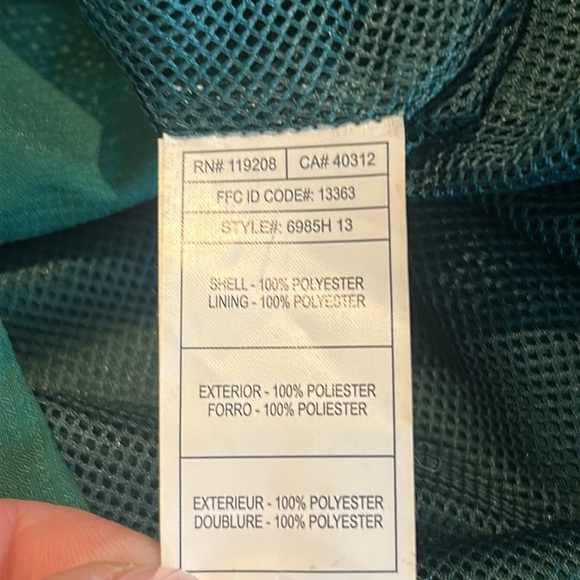 RN# 119208 CA# 40312
FFC ID CODE#: 13363
STYLE#: 6985H 13
SHELL - 100% POLYESTER
LINING - 100% POLYESTER
EXTERIOR - 100% POLiESTER
FORRO - 100% POLIESTER
EXTERIEUR - 100% POLYESTER
DOUBLURE - 100% POLYESTER